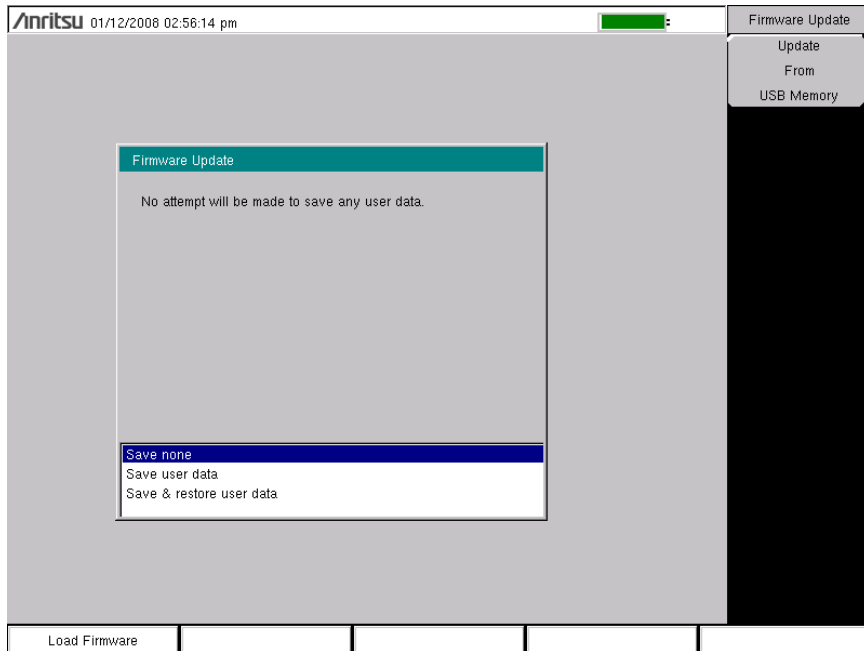 /Inritsu 01/12/2008 02:56:14 pm
Firmware Update
Update
From
USB Memory
Firmware Update
No attempt will be made to save any user data.
Save none
Save user data
Save & restore user data
Load Firmware